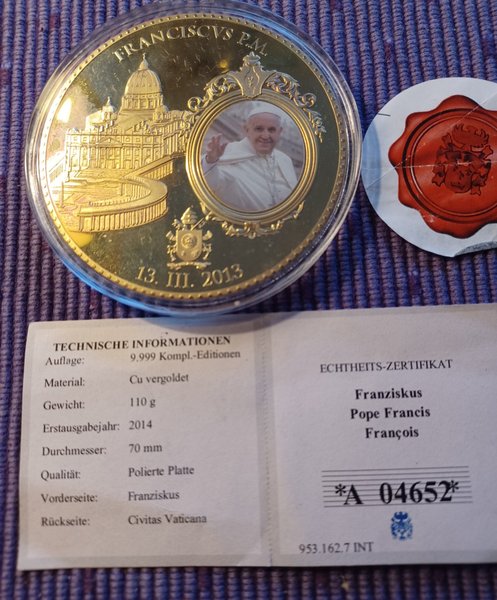 FRANCISCVS P.M.
13. III. 2013
TECHNISCHE INFORMATIONEN
Auflage: 9,999 Kompl.-Editionen
Material: Cu vergoldet
Gewicht: 110 g
Erstausgabejahr: 2014
Durchmesser: 70 mm
Qualität: Polierte Platte
Vorderseite: Franziskus
Rückseite: Civitas Vaticana
ECHTHEITS-ZERTIFIKAT
Franziskus
Pope Francis
François
*A 04652*
953.162.7 INT